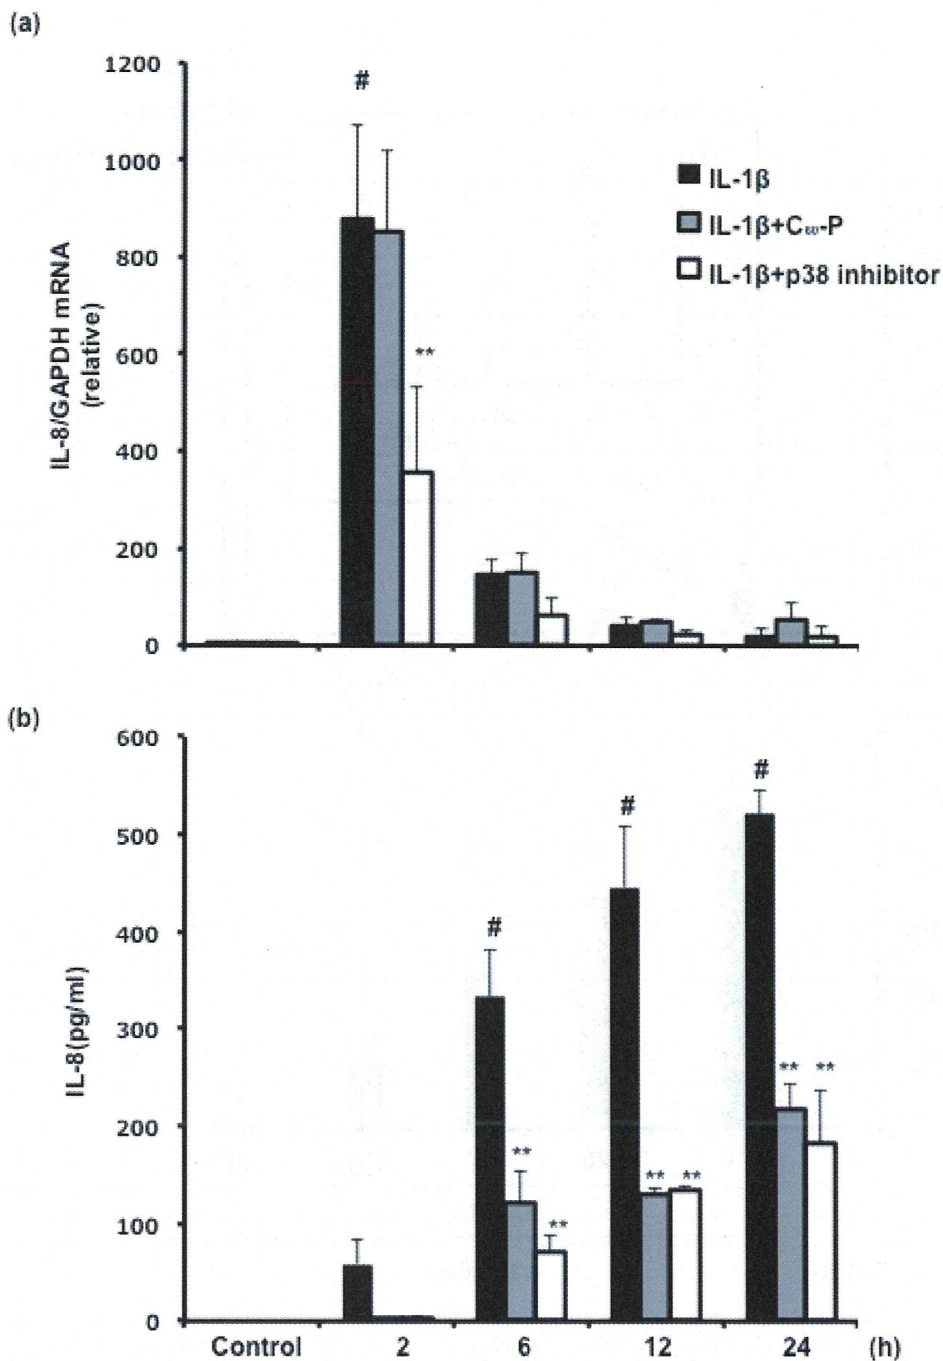 (a)
1200
1000
800
600
400
200
0
IL-8/GAPDH mRNA
(relative)
#
**
IL-1β
IL-1β+C₆₀-P
IL-1β+p38 inhibitor
(b)
600
500
400
300
200
100
0
IL-8(pg/ml)
#
#
#
**
**
**
**
**
**
Control 2 6 12 24 (h)